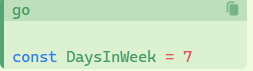 go
const DaysInWeek = 7